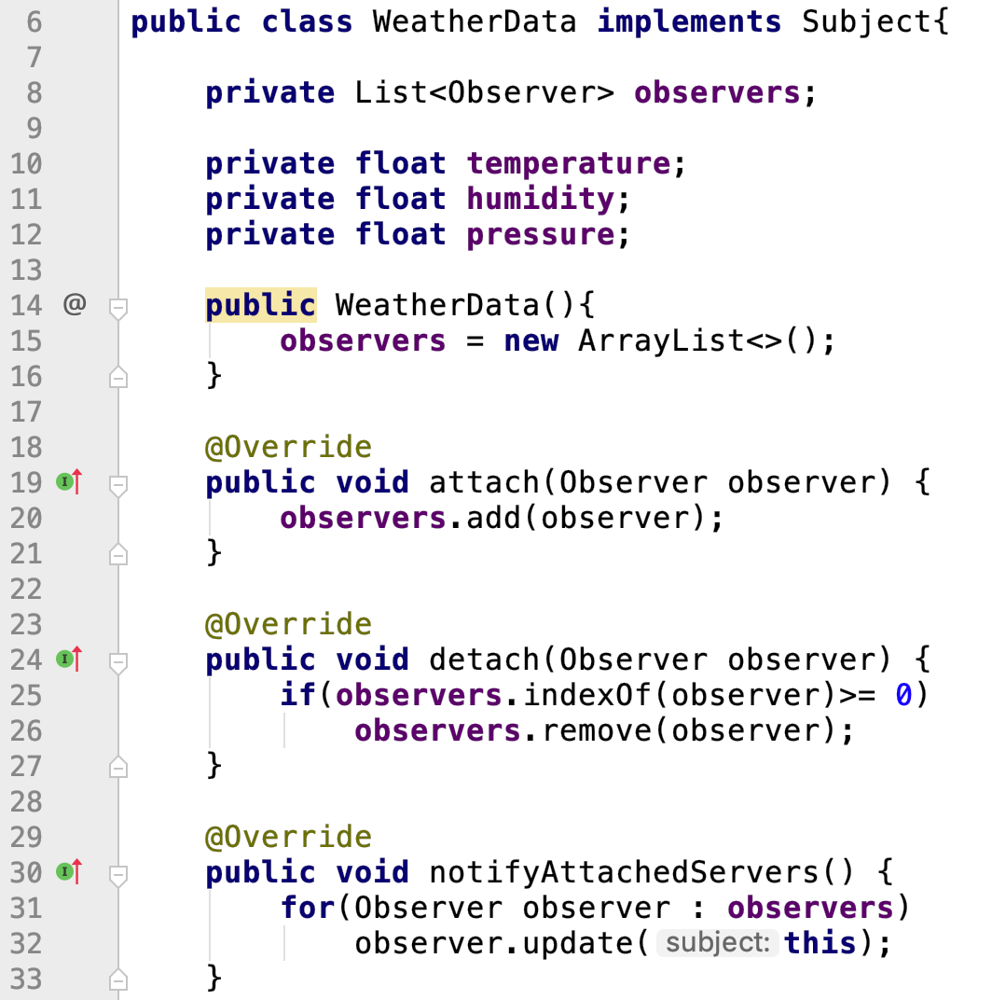 6 public class WeatherData implements Subject{
7
8 private List<Observer> observers;
9
10 private float temperature;
11 private float humidity;
12 private float pressure;
13
14 @ public WeatherData(){
15 observers = new ArrayList<>();
16 }
17
18 @Override
19 I public void attach(Observer observer) {
20 observers.add(observer);
21 }
22
23 @Override
24 I public void detach(Observer observer) {
25 if(observers.indexOf(observer)>= 0)
26 observers.remove(observer);
27 }
28
29 @Override
30 I public void notifyAttachedServers() {
31 for(Observer observer : observers)
32 observer.update( subject: this);
33 }